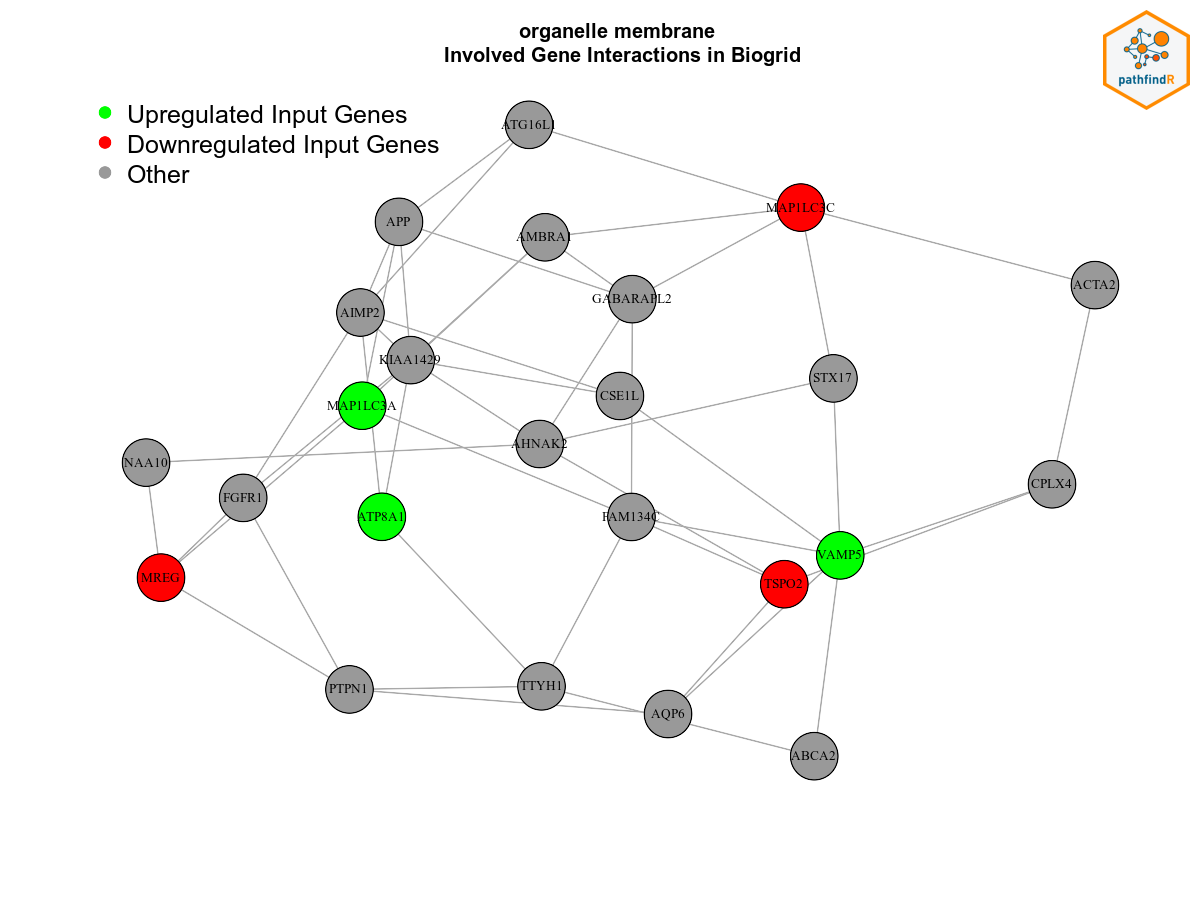 organelle membrane
Involved Gene Interactions in Biogrid
pathfindR
Upregulated Input Genes
Downregulated Input Genes
Other
ATG16L1
MAP1LC3C
APP
AMBRA1
ACTA2
GABARAPL2
AIMP2
KIAA1429
STX17
CSE1L
MAP1LC3A
AHNAK2
NAA10
CPLX4
FGFR1
ATP8A1
FAM134C
VAMP5
MREG
TSPO2
TTYH1
PTPN1
AQP6
ABCA2